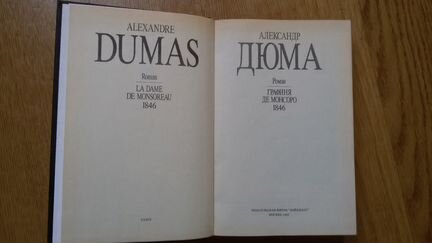 ALEXANDRE
DUMAS
Roman
LA DAME
DE MONSOREAU
1846
АЛЕКСАНДР
ДЮМА
Роман
ГРАФИНЯ
ДЕ МОНСОРО
1846